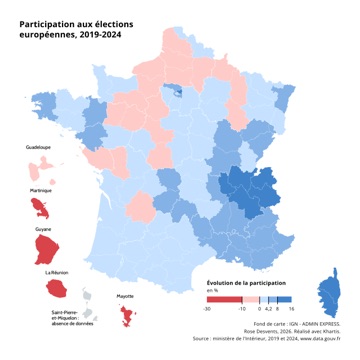 Participation aux élections
européennes, 2019-2024
Guadeloupe
Martinique
Guyane
La Réunion
Saint-Pierre-
et-Miquelon :
absence de données
Mayotte
Évolution de la participation
en %
-30 -10 0 4,2 8 16
Fond de carte : IGN - ADMIN EXPRESS.
Rose Desvents, 2026. Réalisé avec Khartis.
Source : ministère de l'Intérieur, 2019 et 2024, www.data.gouv.fr